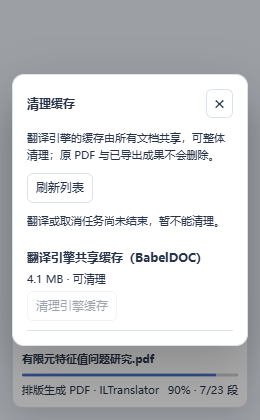 清理缓存
翻译引擎的缓存由所有文档共享，可整体
清理；原 PDF 与已导出成果不会删除。
刷新列表
翻译或取消任务尚未结束，暂不能清理。
翻译引擎共享缓存（BabelDOC）
4.1 MB · 可清理
清理引擎缓存
有限元特征值问题研究.pdf
排版生成 PDF · ILTranslator 90% · 7/23 段